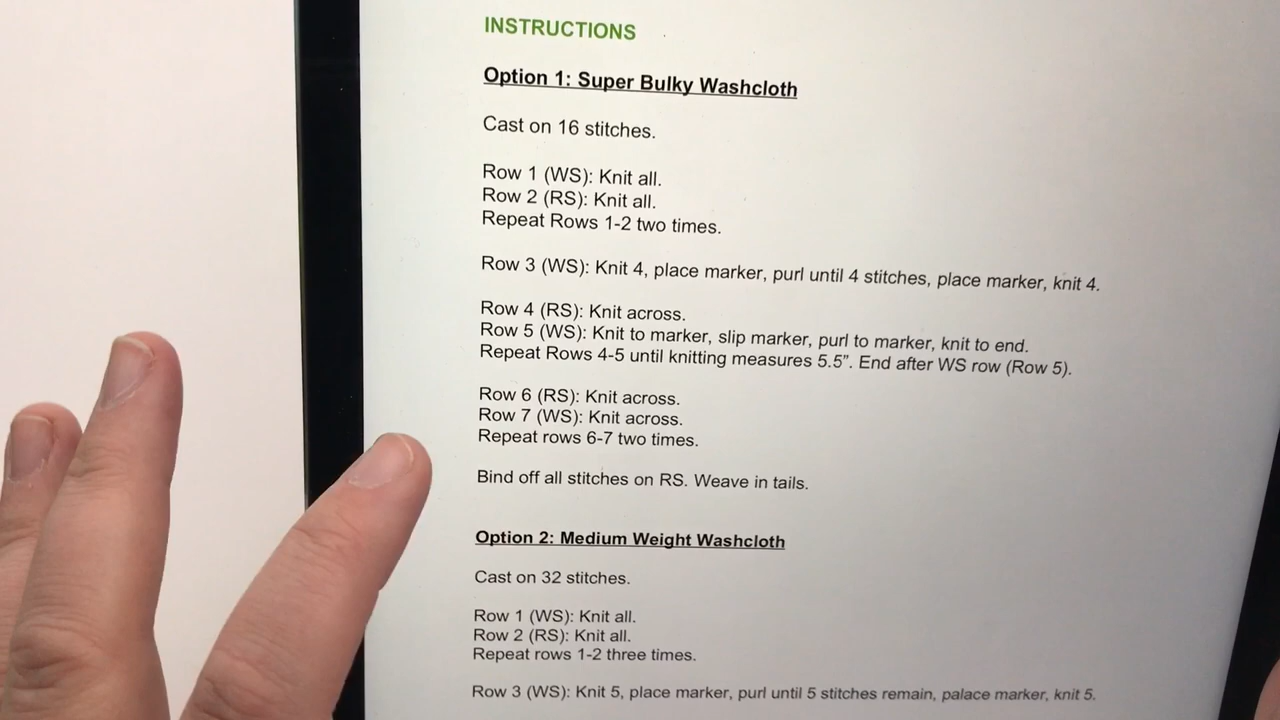 INSTRUCTIONS
Option 1: Super Bulky Washcloth
Cast on 16 stitches.
Row 1 (WS): Knit all.
Row 2 (RS): Knit all.
Repeat Rows 1-2 two times.
Row 3 (WS): Knit 4, place marker, purl until 4 stitches, place marker, knit 4.
Row 4 (RS): Knit across.
Row 5 (WS): Knit to marker, slip marker, purl to marker, knit to end.
Repeat Rows 4-5 until knitting measures 5.5”. End after WS row (Row 5).
Row 6 (RS): Knit across.
Row 7 (WS): Knit across.
Repeat rows 6-7 two times.
Bind off all stitches on RS. Weave in tails.
Option 2: Medium Weight Washcloth
Cast on 32 stitches.
Row 1 (WS): Knit all.
Row 2 (RS): Knit all.
Repeat rows 1-2 three times.
Row 3 (WS): Knit 5, place marker, purl until 5 stitches remain, palace marker, knit 5.